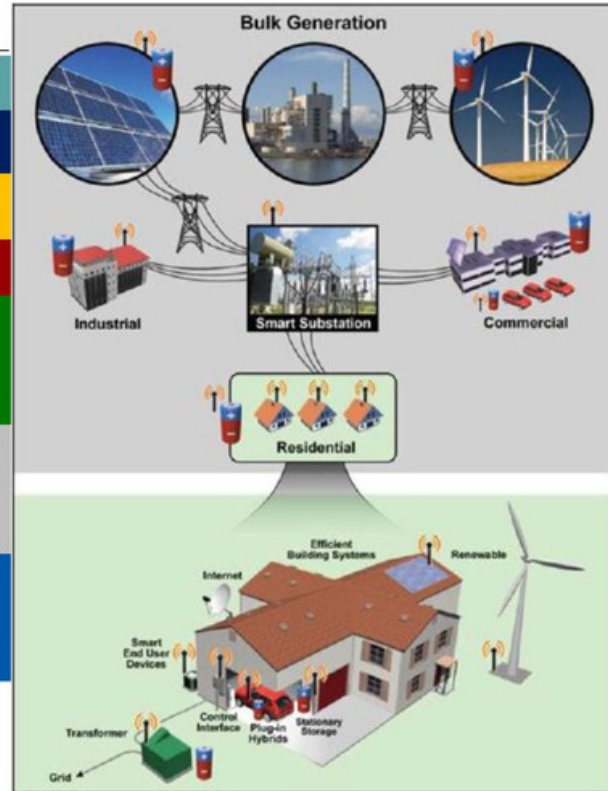 Bulk Generation
Industrial
Smart Substation
Commercial
Residential
Efficient
Building Systems
Renewable
Internet
Smart
End User
Devices
Control
Interface
Plug-in
Hybrids
Stationary
Storage
Transformer
Grid